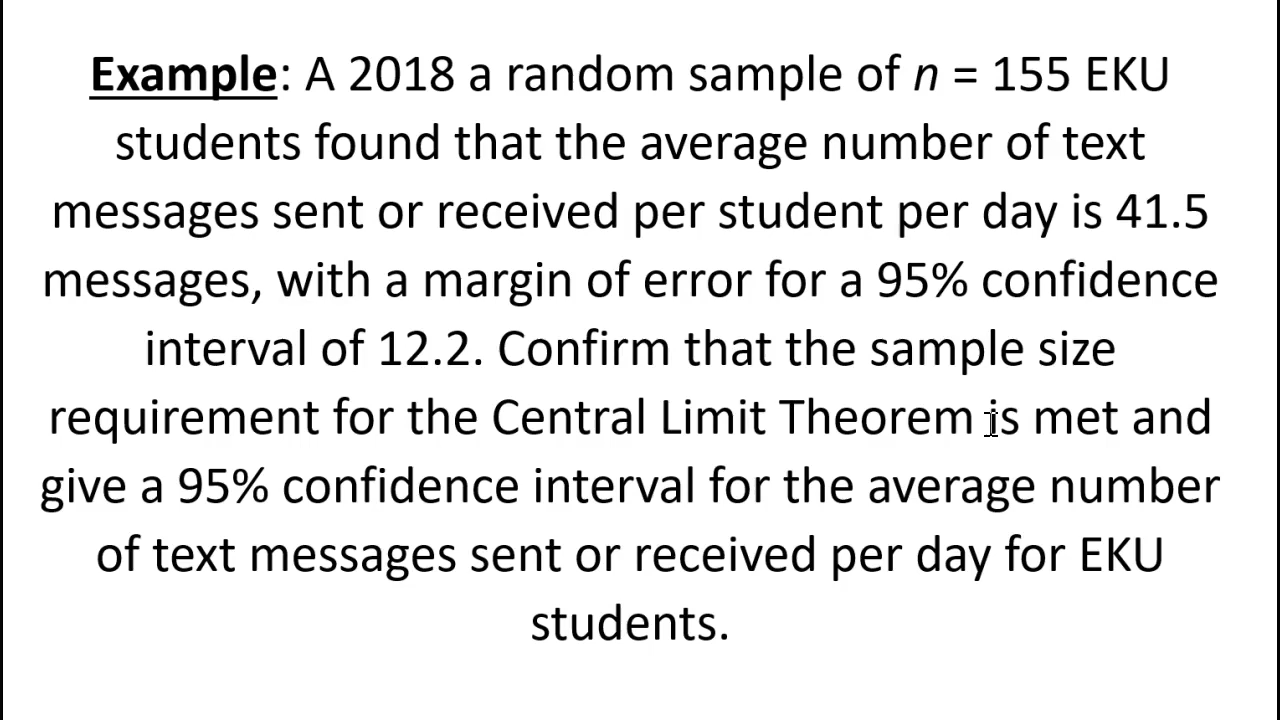 Example: A 2018 a random sample of n = 155 EKU
students found that the average number of text
messages sent or received per student per day is 41.5
messages, with a margin of error for a 95% confidence
interval of 12.2. Confirm that the sample size
requirement for the Central Limit Theorem is met and
give a 95% confidence interval for the average number
of text messages sent or received per day for EKU
students.